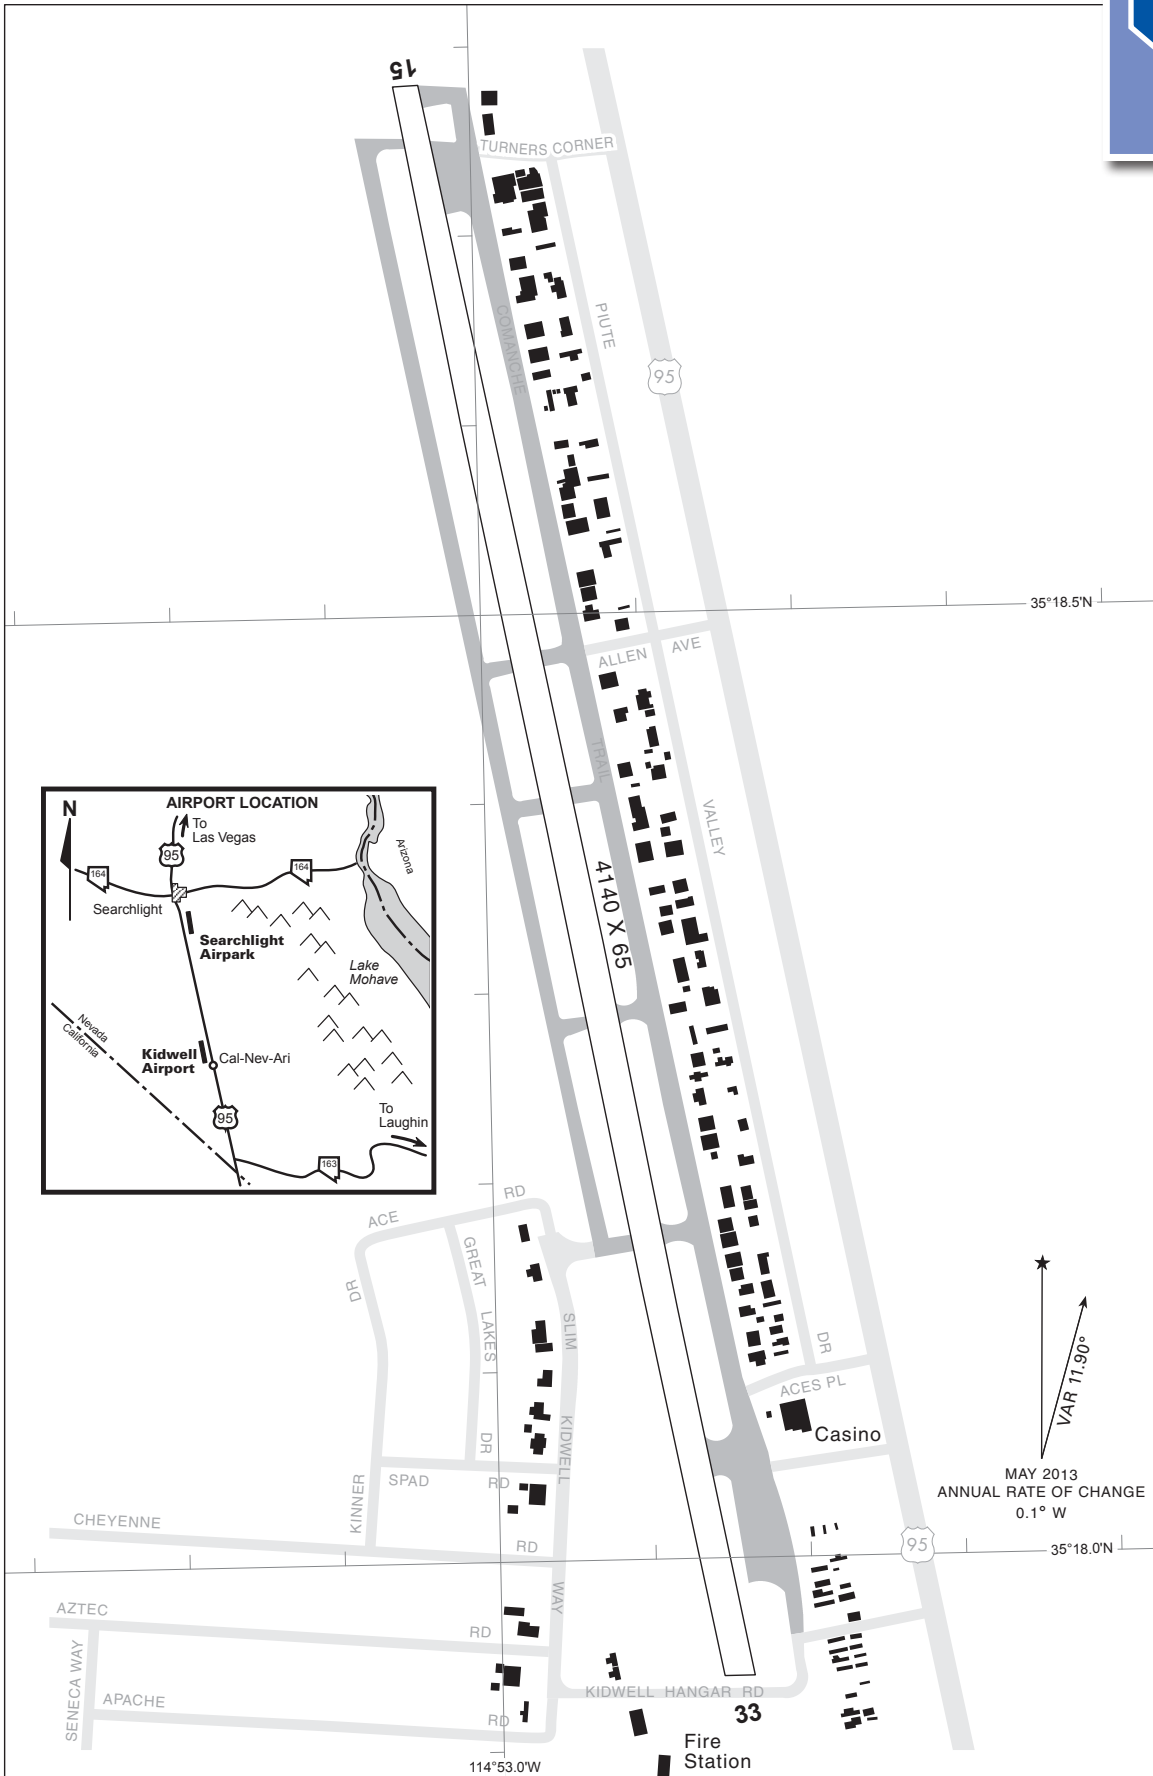 15
TURNERS CORNER
COMANCHE
PIUTE
95
35°18.5'N
ALLEN AVE
TRAIL
VALLEY
4140 X 65
AIRPORT LOCATION
N
To
Las Vegas
95
164
164
Arizona
Searchlight
Searchlight
Airpark
Lake
Mohave
Nevada
California
Kidwell
Airport
Cal-Nev-Ari
95
To
Laughin
163
ACE RD
DR
GREAT LAKES DR
SLIM KIDWELL WAY
DR
ACES PL
Casino
VAR 11.90°
MAY 2013
ANNUAL RATE OF CHANGE
0.1° W
SPAD RD
KINNER
CHEYENNE RD
95
35°18.0'N
AZTEC RD
SENECA WAY
APACHE RD
KIDWELL HANGAR RD
33
Fire
Station
114°53.0'W